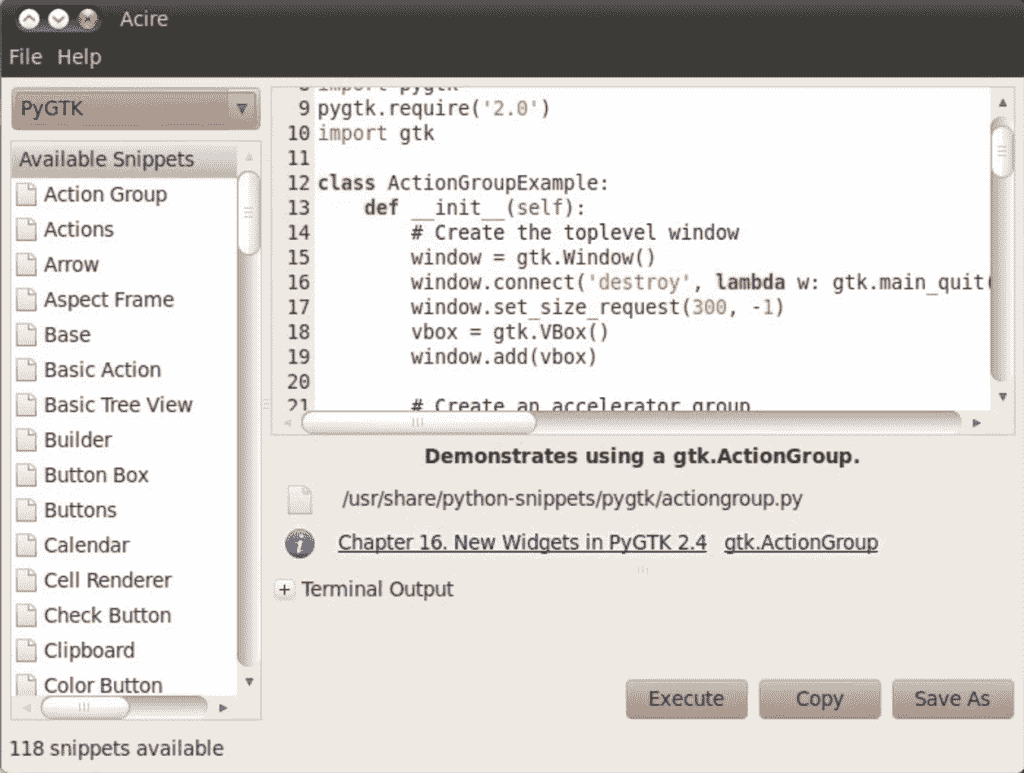 Acire
File Help
PyGTK
Available Snippets
Action Group
Actions
Arrow
Aspect Frame
Base
Basic Action
Basic Tree View
Builder
Button Box
Buttons
Calendar
Cell Renderer
Check Button
Clipboard
Color Button
118 snippets available
8 import pygtk
9 pygtk.require('2.0')
10 import gtk
11
12 class ActionGroupExample:
13     def __init__(self):
14         # Create the toplevel window
15         window = gtk.Window()
16         window.connect('destroy', lambda w: gtk.main_quit(
17         window.set_size_request(300, -1)
18         vbox = gtk.VBox()
19         window.add(vbox)
20
21         # Create an accelerator group
Demonstrates using a gtk.ActionGroup.
/usr/share/python-snippets/pygtk/actiongroup.py
Chapter 16. New Widgets in PyGTK 2.4 gtk.ActionGroup
+ Terminal Output
Execute Copy Save As